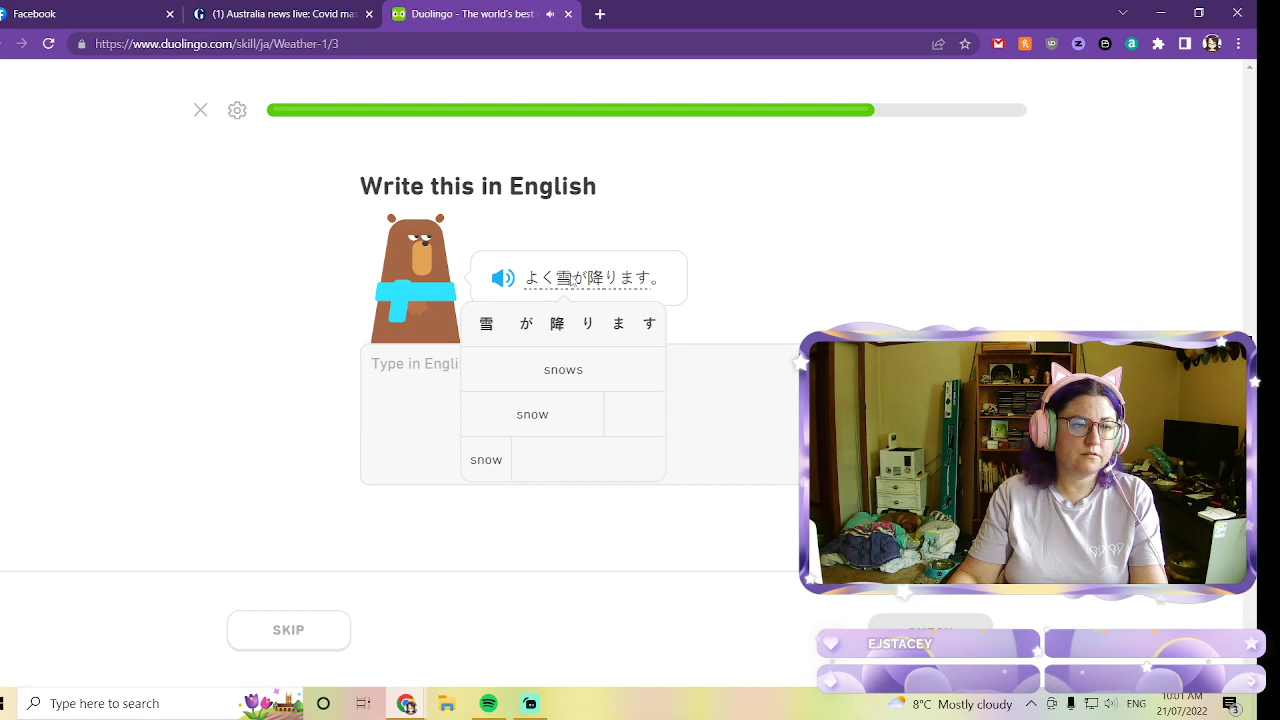 Facebook
(1) Australia news live: Covid mas
Duolingo - The world's best
https://www.duolingo.com/skill/ja/Weather-1/3
Write this in English
よく雪が降ります。
雪 が 降 り ま す
snows
snow
snow
Type in Engli
SKIP
EJSTACEY
Type here to search
8°C Mostly cloudy
ENG
10:01 AM
21/07/2022